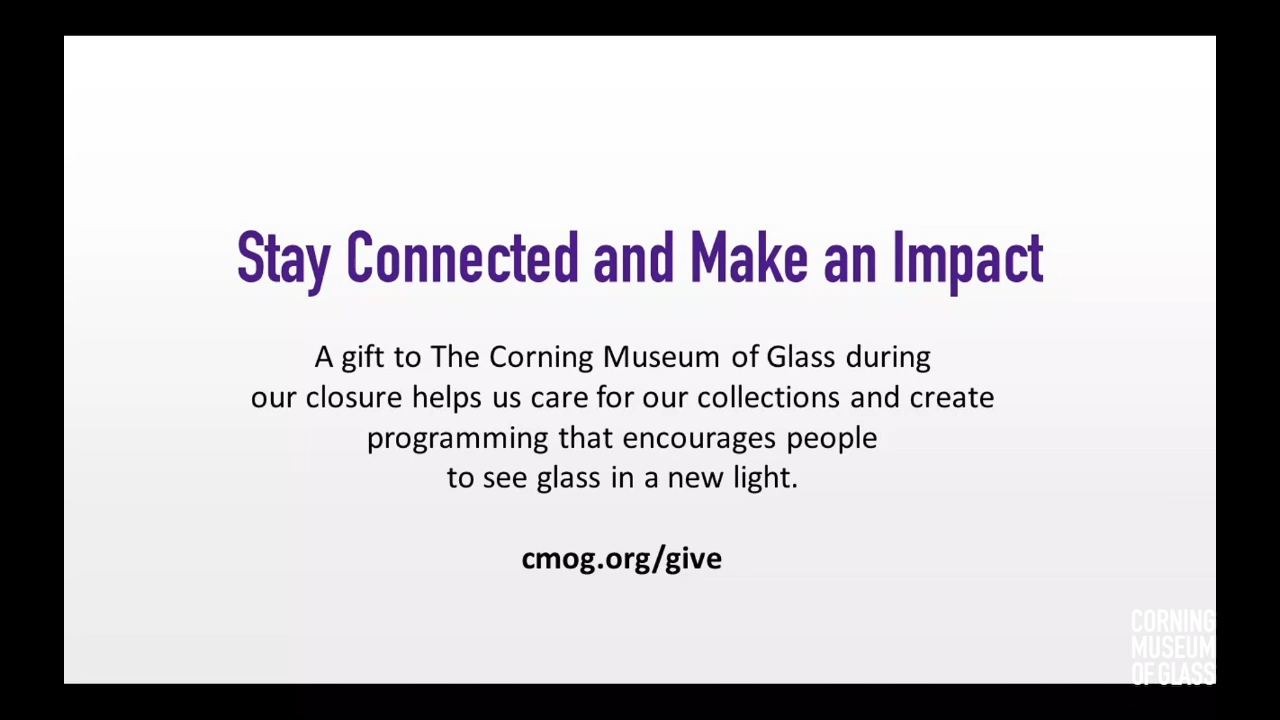 Stay Connected and Make an Impact
A gift to The Corning Museum of Glass during
our closure helps us care for our collections and create
programming that encourages people
to see glass in a new light.
cmog.org/give
CORNING
MUSEUM
OF GLASS